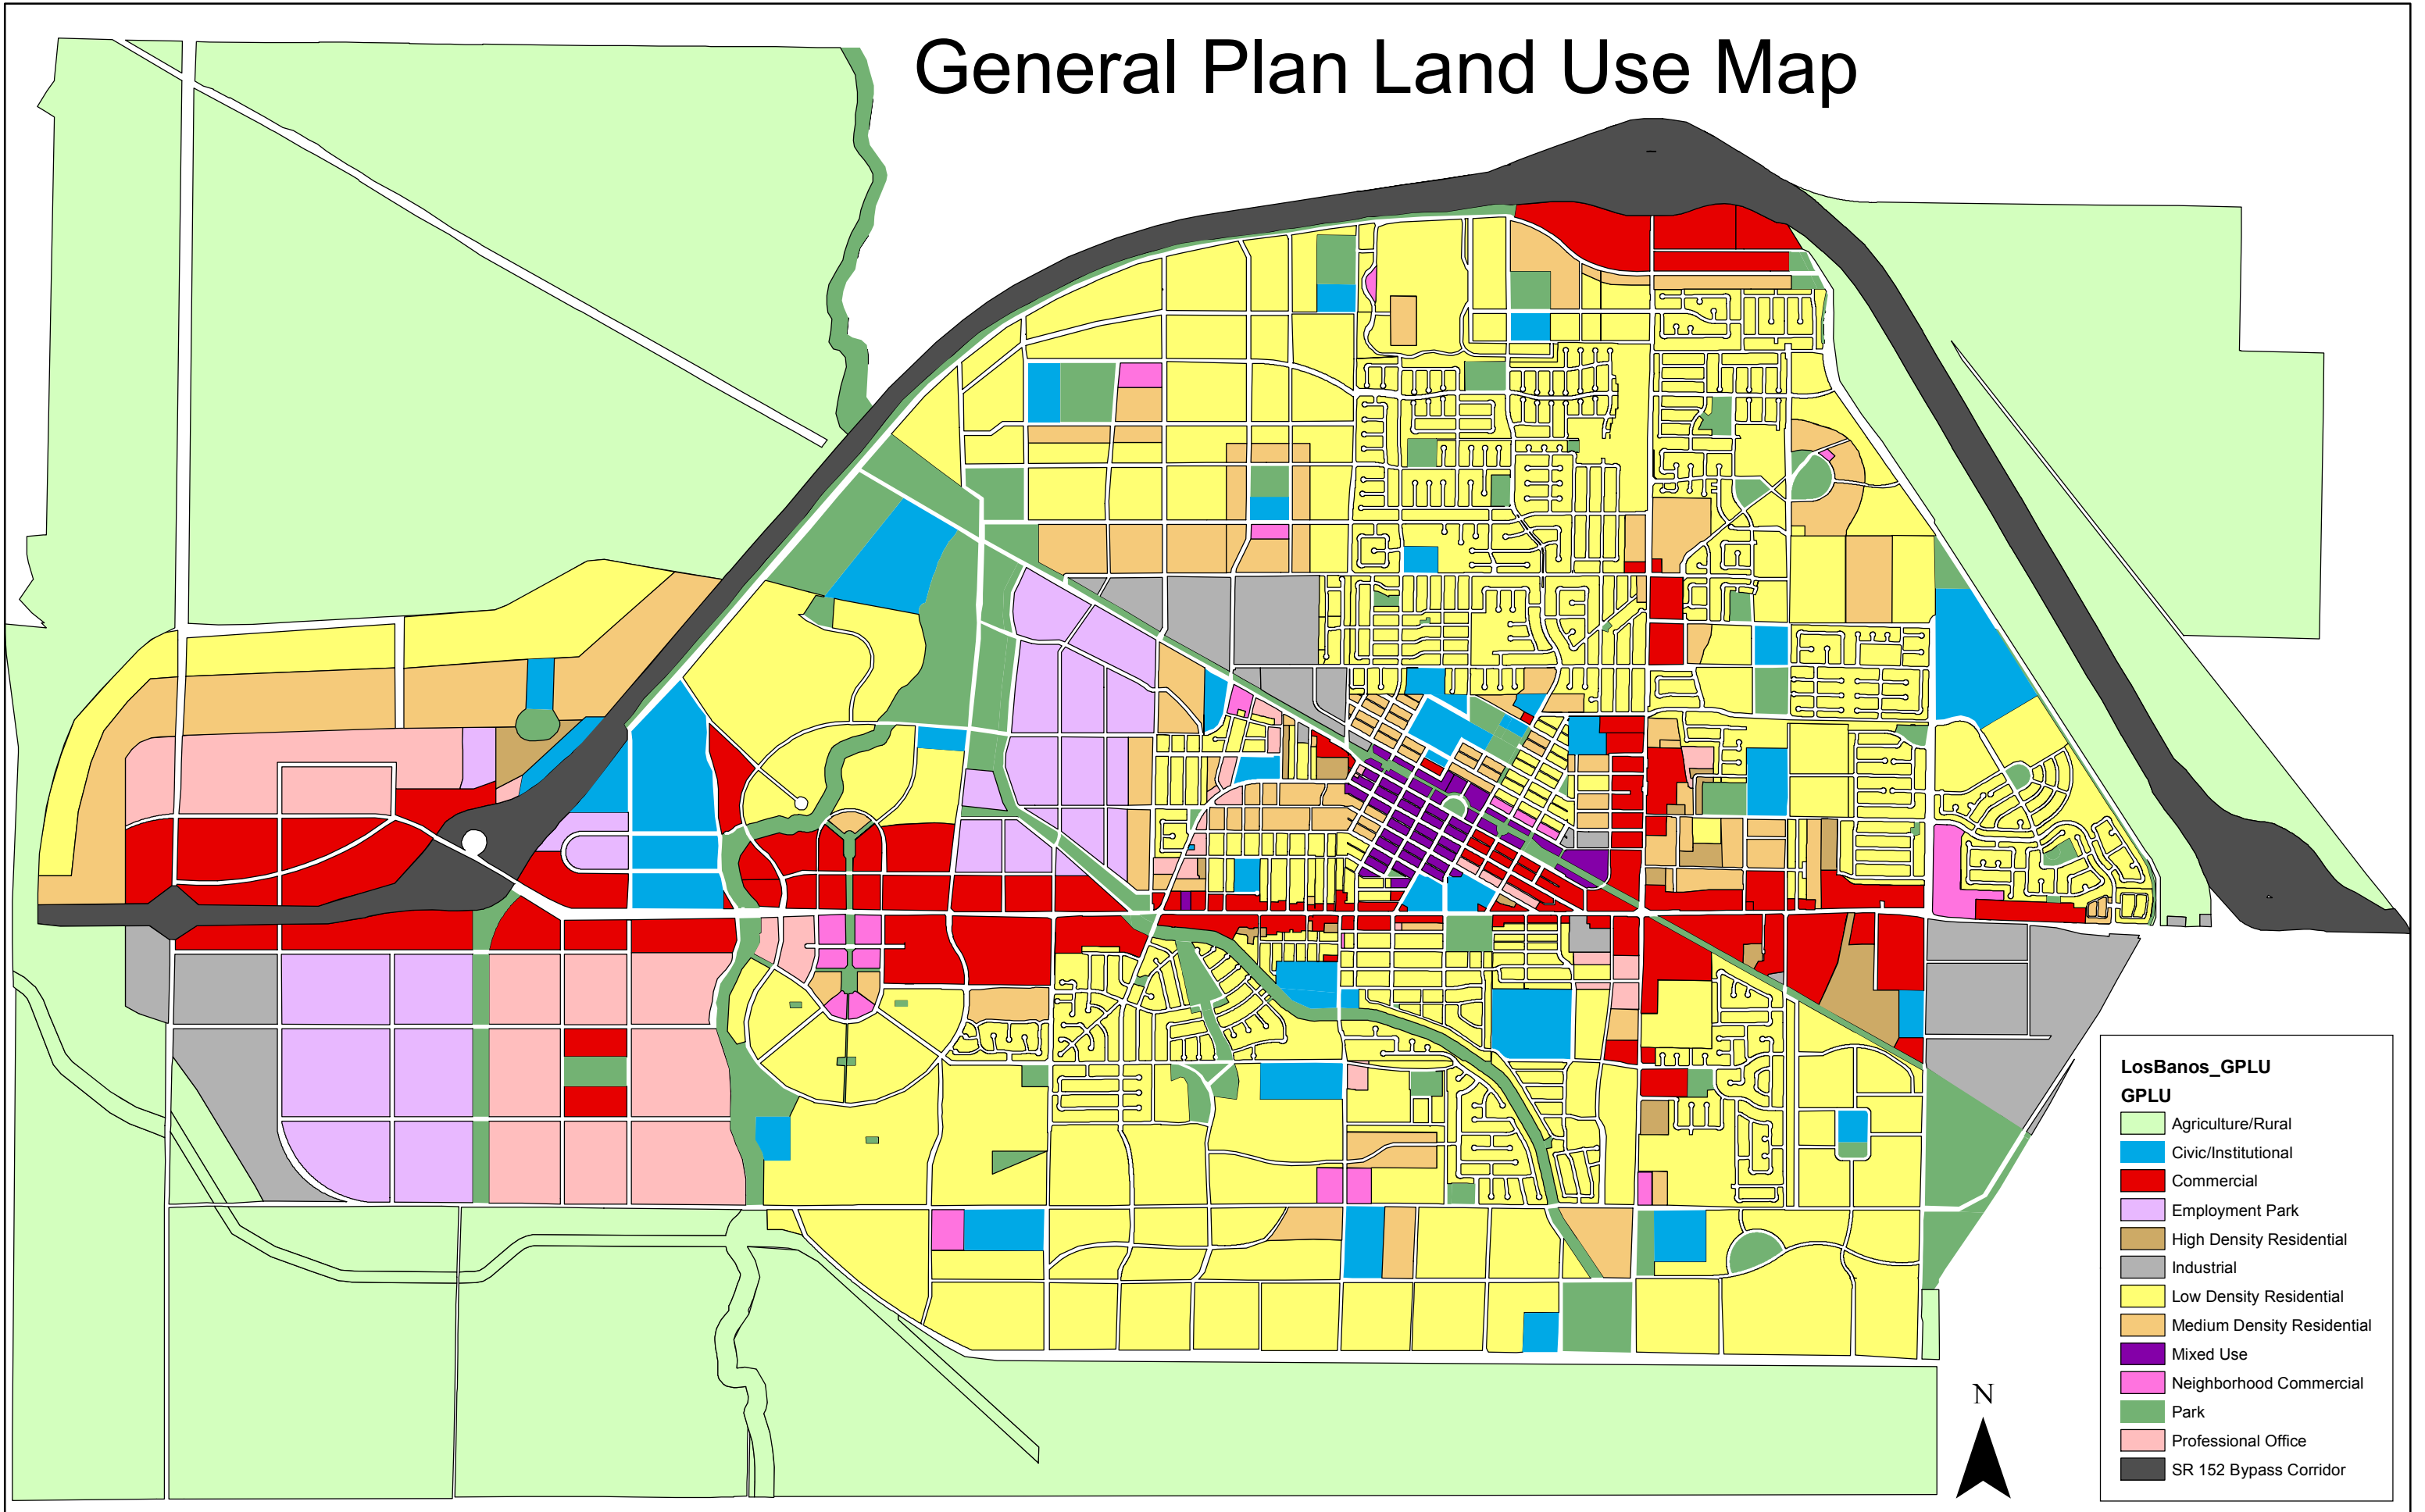 General Plan Land Use Map
LosBanos_GPLU
GPLU
Agriculture/Rural
Civic/Institutional
Commercial
Employment Park
High Density Residential
Industrial
Low Density Residential
Medium Density Residential
Mixed Use
Neighborhood Commercial
Park
Professional Office
SR 152 Bypass Corridor
N